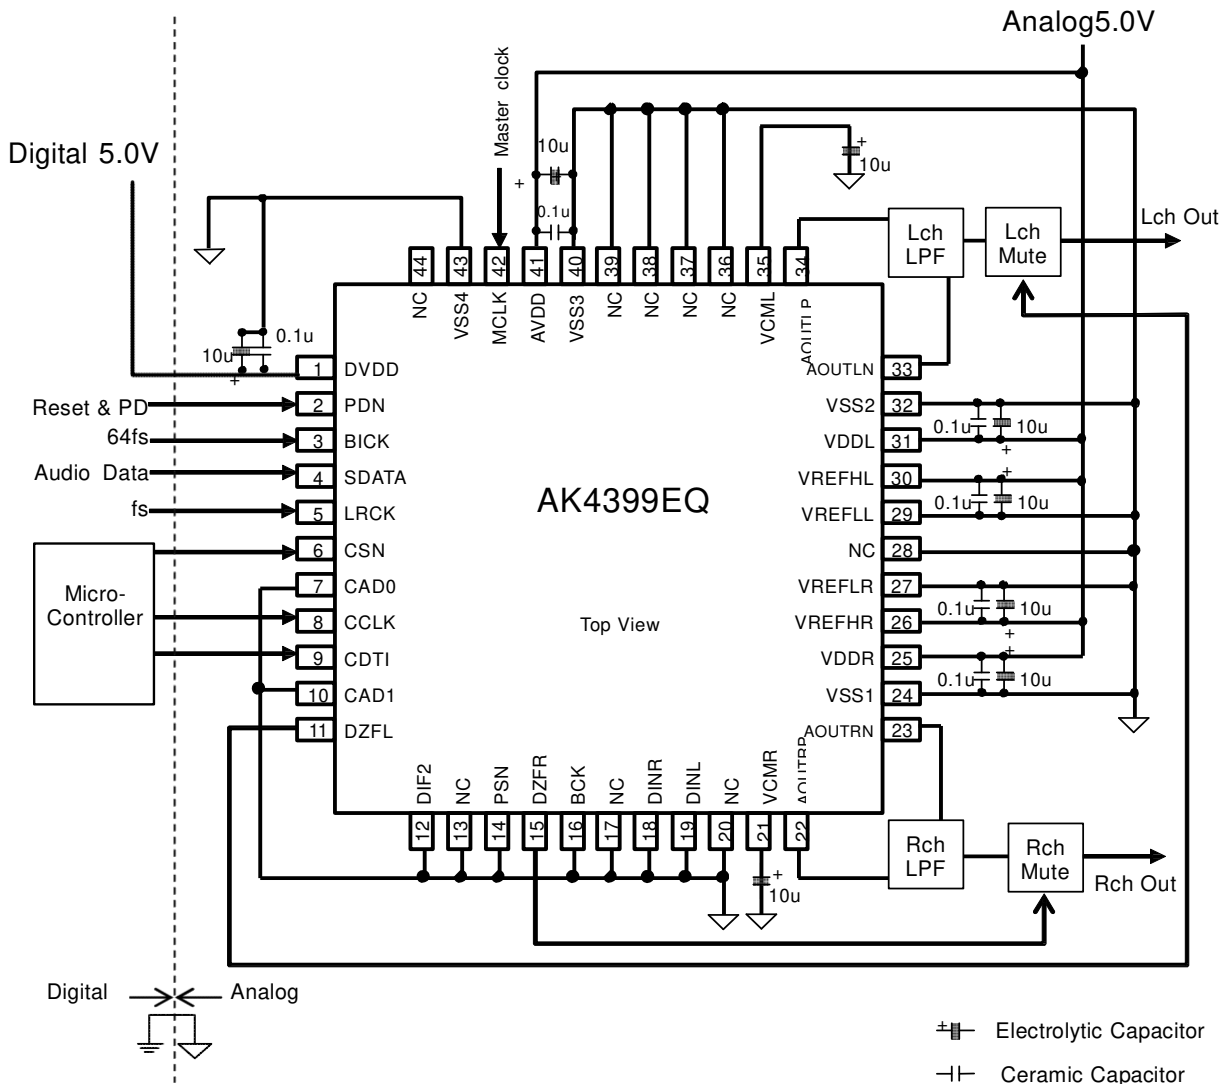 Analog5.0V
Master clock
Digital 5.0V
10u
+
0.1u
+
10u
Lch
LPF
Lch
Mute
Lch Out
44
43
42
41
40
39
38
37
36
35
34
NC
VSS4
MCLK
AVDD
VSS3
NC
NC
NC
NC
VCML
AOUTLP
10u
0.1u
+
1 DVDD
2 PDN
3 BICK
4 SDATA
5 LRCK
6 CSN
7 CAD0
8 CCLK
9 CDTI
10 CAD1
11 DZFL
Reset & PD
64fs
Audio Data
fs
Micro-
Controller
AK4399EQ
Top View
AOUTLN 33
VSS2 32
VDDL 31
VREFHL 30
VREFLL 29
NC 28
VREFLR 27
VREFHR 26
VDDR 25
VSS1 24
AOUTRN 23
0.1u 10u
+
+
0.1u 10u
0.1u 10u
+
+
0.1u 10u
DIF2
NC
PSN
DZFR
BCK
NC
DINR
DINL
NC
VCMR
AOUTRP
12
13
14
15
16
17
18
19
20
21
22
+
10u
Rch
LPF
Rch
Mute
Rch Out
Digital
Analog
+
Electrolytic Capacitor
Ceramic Capacitor